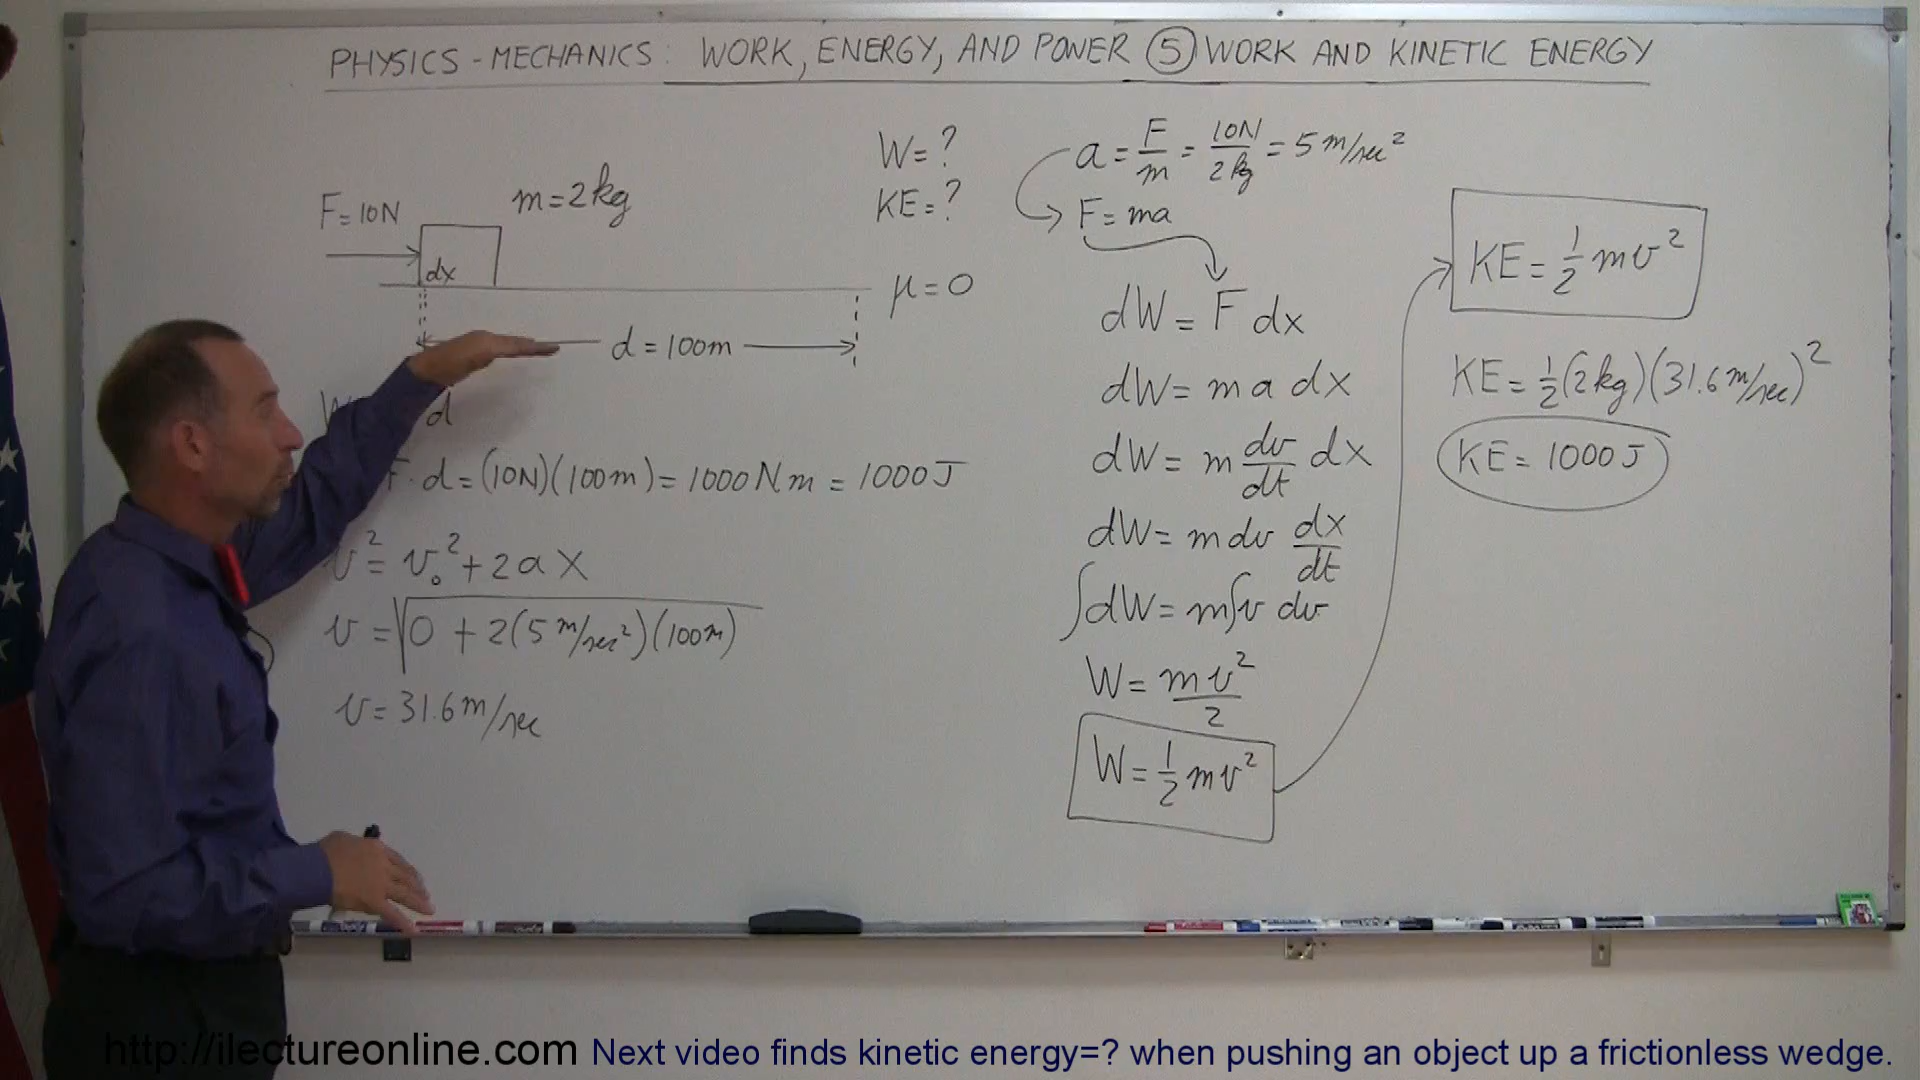 PHYSICS - MECHANICS: WORK, ENERGY, AND POWER ⑤ WORK AND KINETIC ENERGY
F=10N
m=2kg
dx
d = 100m
W=?
KE=?
μ=0
d
F·d=(10N)(100m)=1000Nm=1000J
v²=v₀²+2aX
v=√0+2(5m/sec²)(100m)
v=31.6m/sec
a=F/m=10N/2kg=5m/sec²
F=ma
dW=Fdx
dW=madx
dW=m dv/dt dx
dW=mdv dx/dt
∫dW=m∫v dv
W=mv²/2
W=½mv²
KE=½mv²
KE=½(2kg)(31.6m/sec)²
KE=1000J
http://ilectureonline.com Next video finds kinetic energy=? when pushing an object up a frictionless wedge.